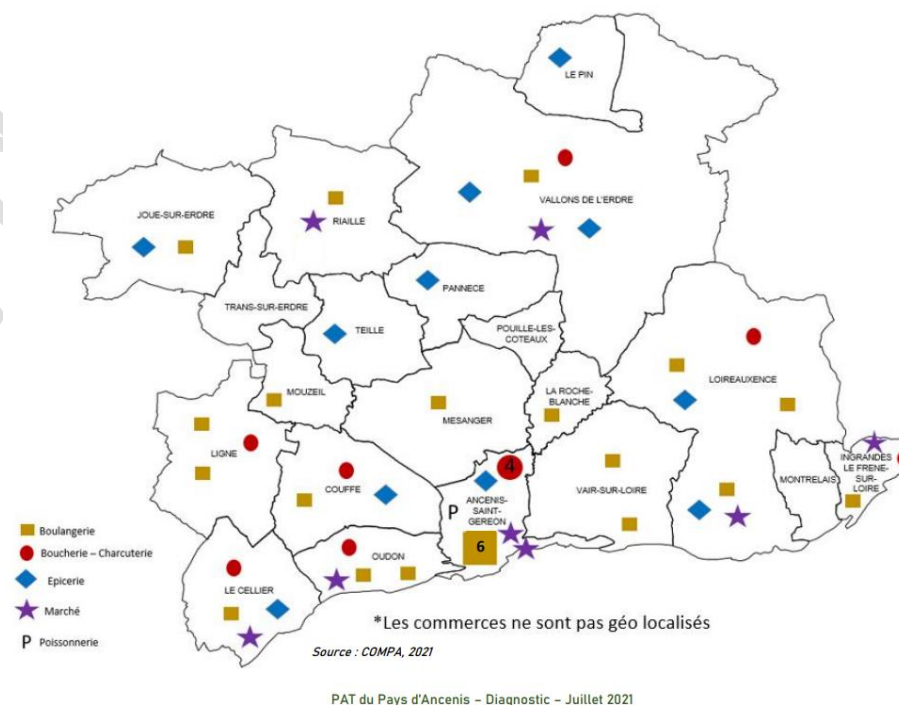 LE PIN
VALLONS DE L'ERDRE
JOUE-SUR-ERDRE
RIAILLE
PANNECE
TRANS-SUR-ERDRE
TEILLE
POUILLE-LES-
COTEAUX
LOIREAUXENCE
MOUZEIL
LA ROCHE-
BLANCHE
MESANGER
LIGNE
4
INGRANDES
LE FRENE-
SUR-
LOIRE
MONTRELAIS
COUFFE
VAIR-SUR-LOIRE
ANCENIS-
SAINT-
GEREON
P
6
OUDON
LE CELLIER
Boulangerie
Boucherie – Charcuterie
Epicerie
Marché
P Poissonnerie
*Les commerces ne sont pas géo localisés
Source : COMPA, 2021
PAT du Pays d'Ancenis – Diagnostic – Juillet 2021